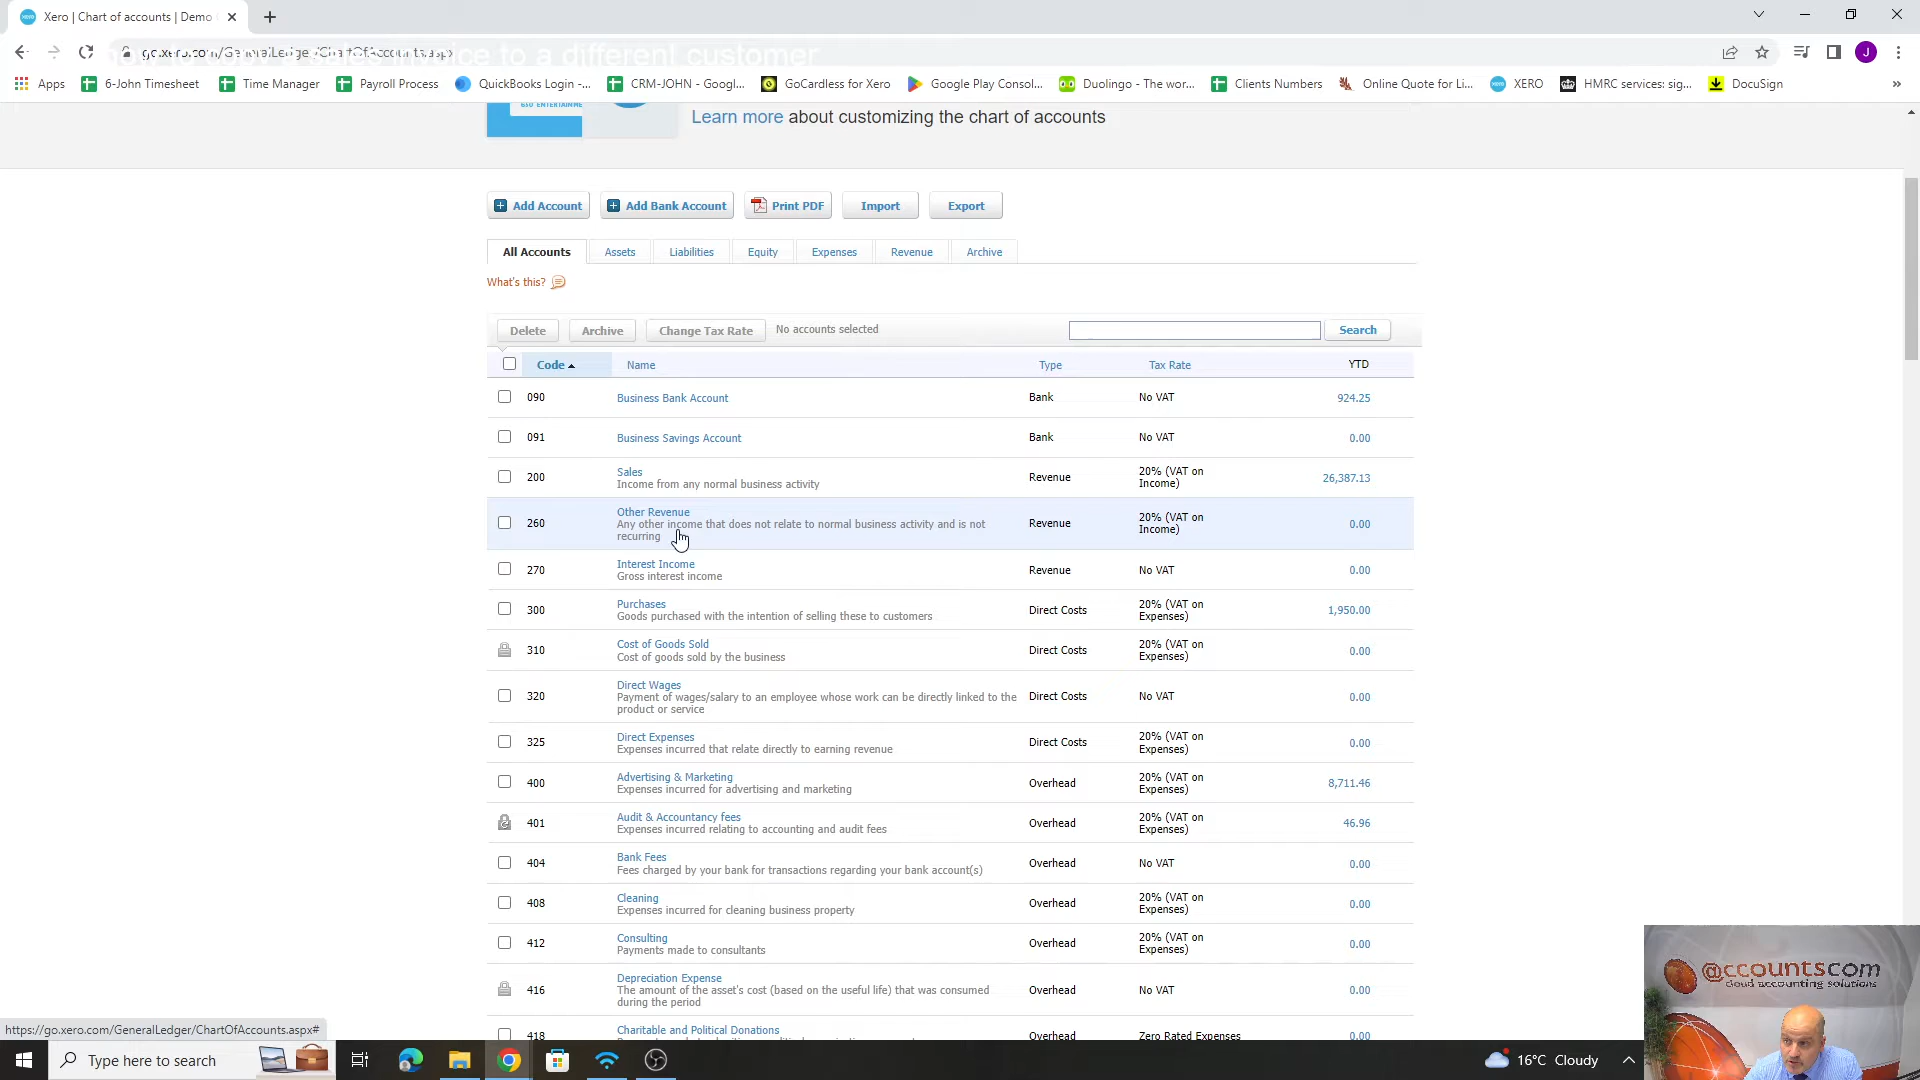 Xero | Chart of accounts | Demo
how to copy a sales invoice to a different customer
go.xero.com/GeneralLedger/ChartOfAccounts.aspx
Apps 6-John Timesheet Time Manager Payroll Process QuickBooks Login -... CRM-JOHN - Googl... GoCardless for Xero Google Play Consol... Duolingo - The wor... Clients Numbers Online Quote for Li... XERO HMRC services: sig... DocuSign »
J
Learn more about customizing the chart of accounts
Add Account Add Bank Account Print PDF Import Export
All Accounts Assets Liabilities Equity Expenses Revenue Archive
What's this?
Delete Archive Change Tax Rate No accounts selected Search
Code Name Type Tax Rate YTD
090 Business Bank Account Bank No VAT 924.25
091 Business Savings Account Bank No VAT 0.00
200 Sales Revenue 20% (VAT on 26,387.13
Income from any normal business activity Income)
260 Other Revenue Revenue 20% (VAT on 0.00
Any other income that does not relate to normal business activity and is not Income)
recurring
270 Interest Income Revenue No VAT 0.00
Gross interest income
300 Purchases Direct Costs 20% (VAT on 1,950.00
Goods purchased with the intention of selling these to customers Expenses)
310 Cost of Goods Sold Direct Costs 20% (VAT on 0.00
Cost of goods sold by the business Expenses)
320 Direct Wages Direct Costs No VAT 0.00
Payment of wages/salary to an employee whose work can be directly linked to the
product or service
325 Direct Expenses Direct Costs 20% (VAT on 0.00
Expenses incurred that relate directly to earning revenue Expenses)
400 Advertising & Marketing Overhead 20% (VAT on 8,711.46
Expenses incurred for advertising and marketing Expenses)
401 Audit & Accountancy fees Overhead 20% (VAT on 46.96
Expenses incurred relating to accounting and audit fees Expenses)
404 Bank Fees Overhead No VAT 0.00
Fees charged by your bank for transactions regarding your bank account(s)
408 Cleaning Overhead 20% (VAT on 0.00
Expenses incurred for cleaning business property Expenses)
412 Consulting Overhead 20% (VAT on 0.00
Payments made to consultants Expenses)
416 Depreciation Expense Overhead No VAT 0.00
The amount of the asset's cost (based on the useful life) that was consumed
during the period
418 Charitable and Political Donations Overhead Zero Rated Expenses 0.00
@ccountscom
cloud accounting solutions
https://go.xero.com/GeneralLedger/ChartOfAccounts.aspx#
Type here to search 16°C Cloudy